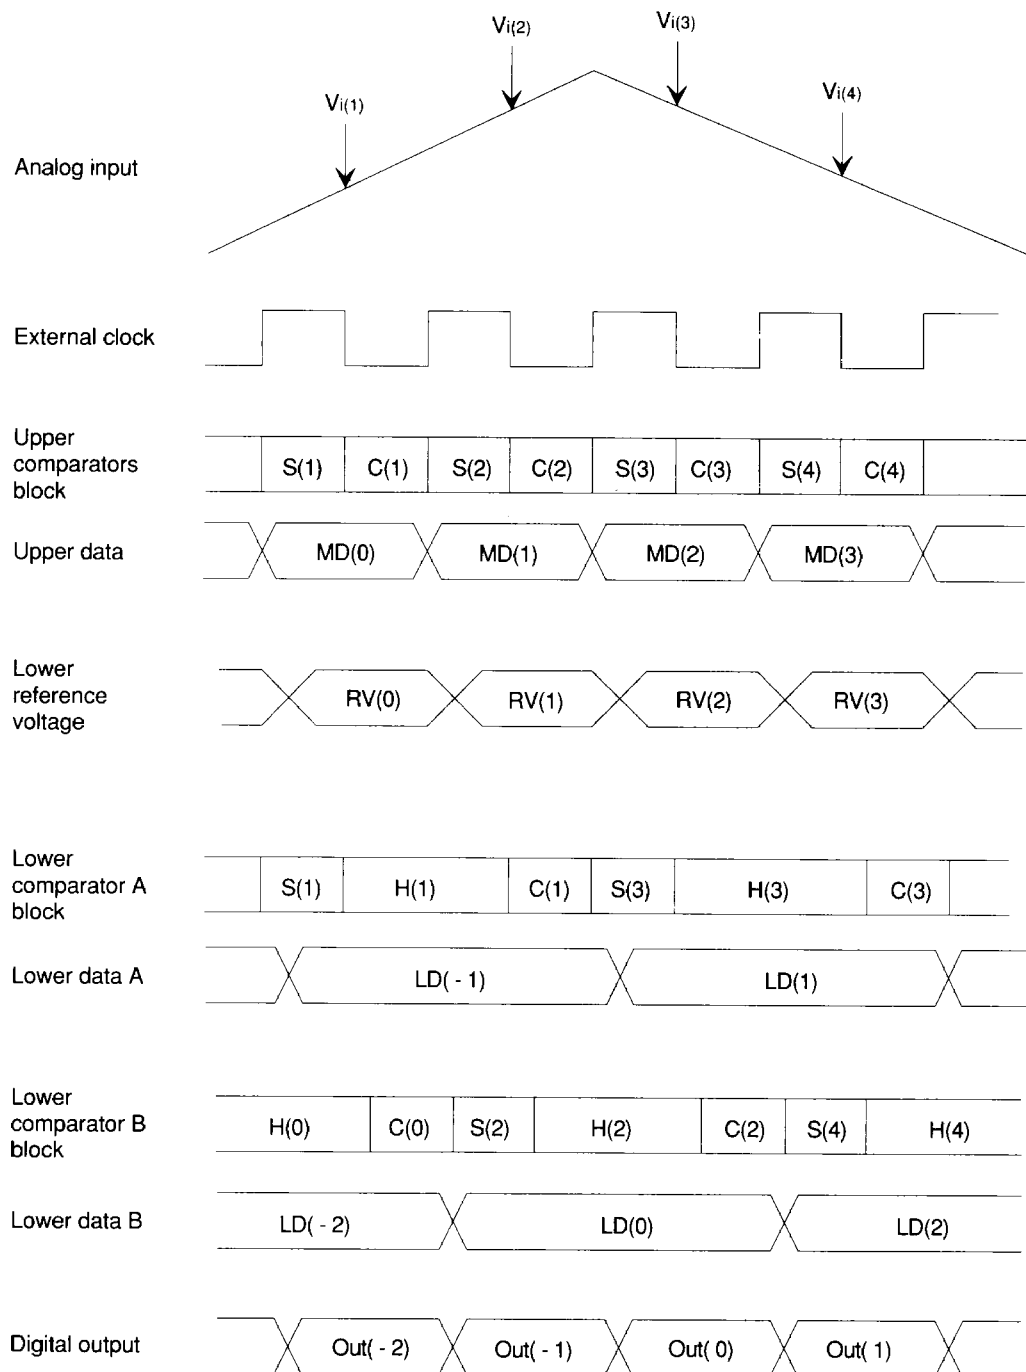 Vi(1)
Vi(2)
Vi(3)
Vi(4)
Analog input
External clock
Upper
comparators
block
S(1) C(1) S(2) C(2) S(3) C(3) S(4) C(4)
Upper data
MD(0) MD(1) MD(2) MD(3)
Lower
reference
voltage
RV(0) RV(1) RV(2) RV(3)
Lower
comparator A
block
S(1) H(1) C(1) S(3) H(3) C(3)
Lower data A
LD( - 1) LD(1)
Lower
comparator B
block
H(0) C(0) S(2) H(2) C(2) S(4) H(4)
Lower data B
LD( - 2) LD(0) LD(2)
Digital output
Out( - 2) Out( - 1) Out( 0) Out( 1)